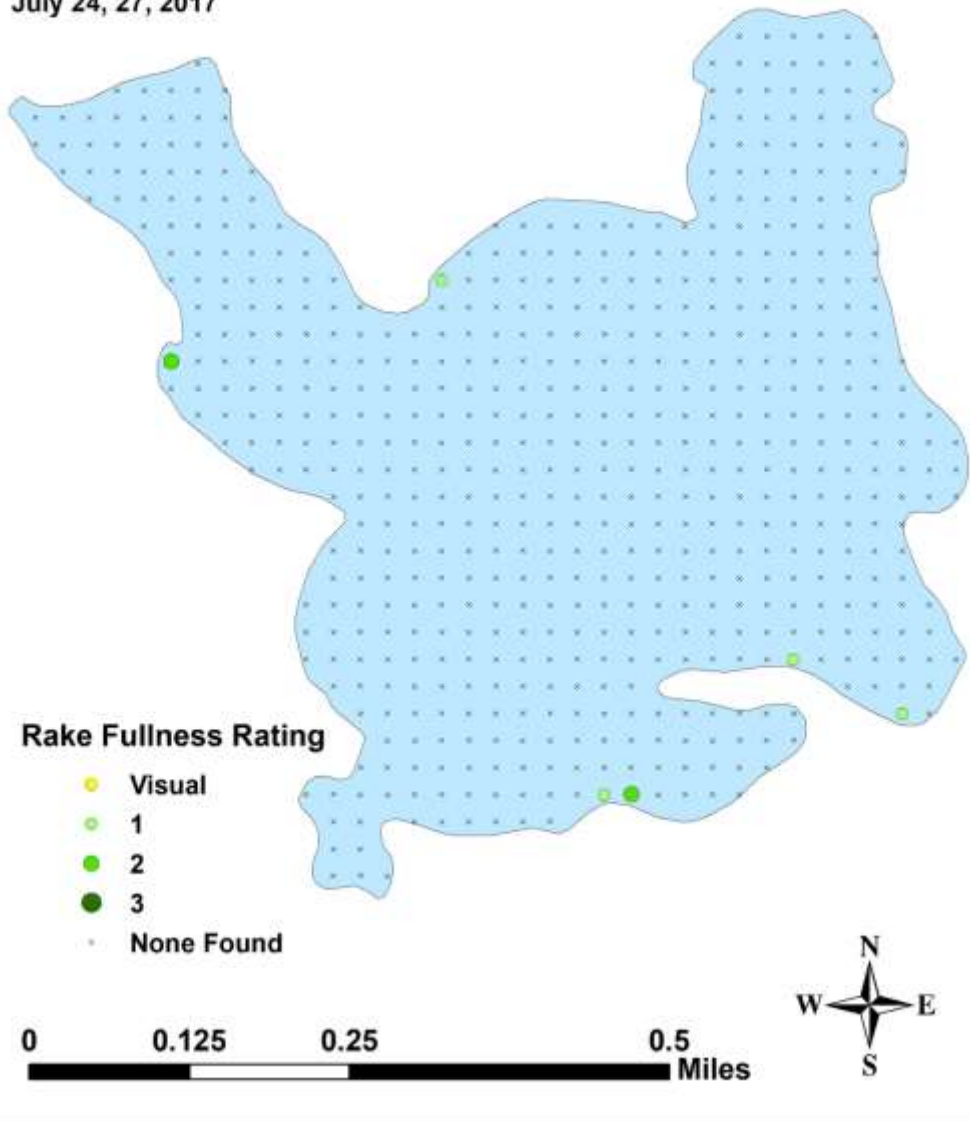 July 24, 27, 2017
Rake Fullness Rating
Visual
1
2
3
None Found
N
W E
S
0 0.125 0.25 0.5
Miles